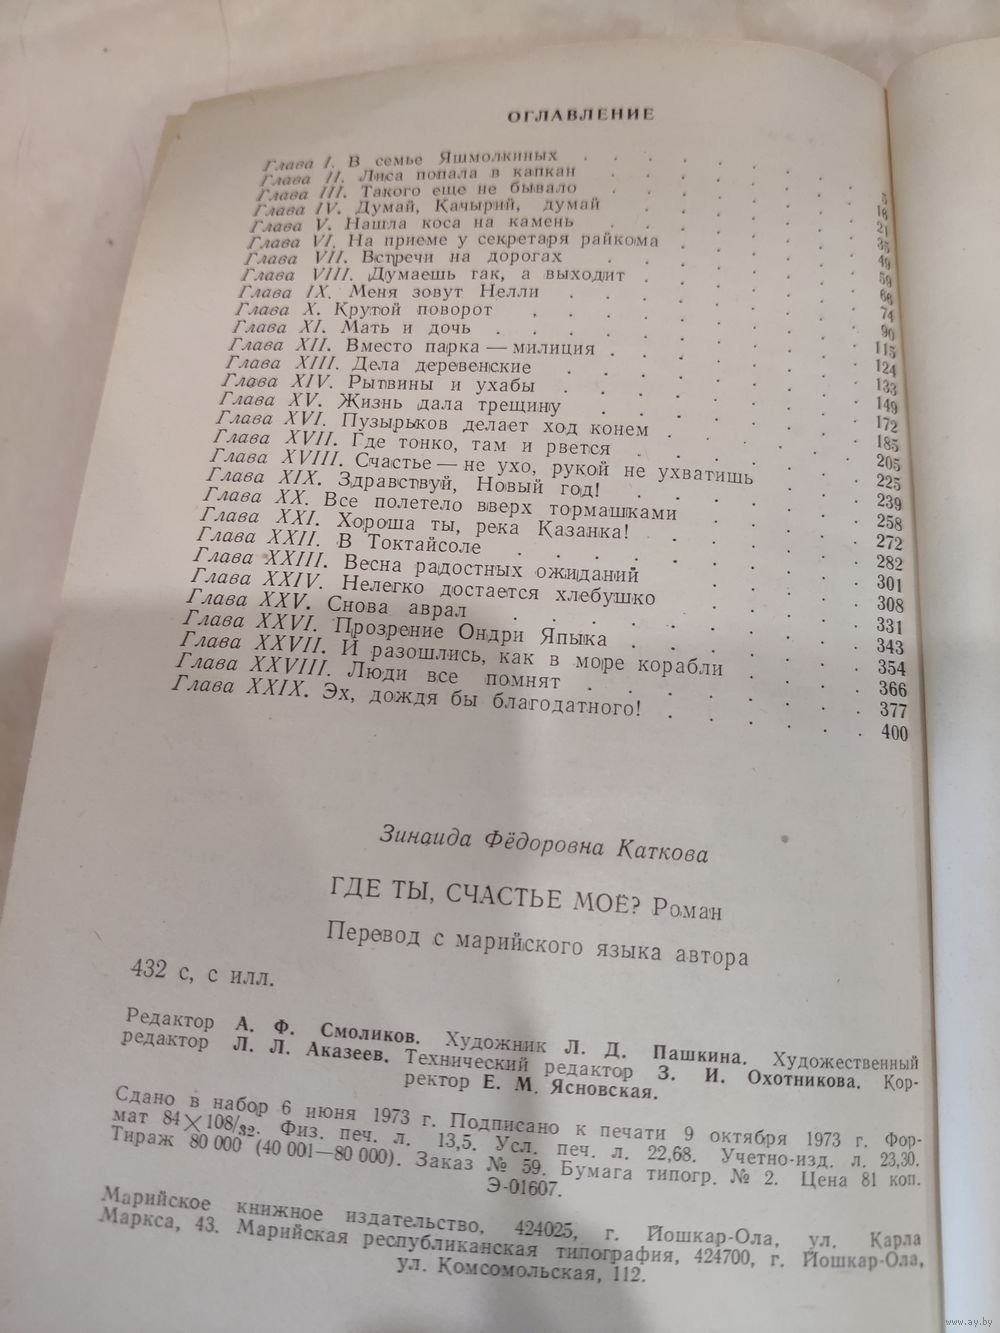 ОГЛАВЛЕНИЕ
Глава I. В семье Яшмолкиных . . . . . . . 5
Глава II. Лиса попала в капкан . . . . . . . 16
Глава III. Такого еще не бывало . . . . . . . 21
Глава IV. Думай, Качырий, думай . . . . . . . 35
Глава V. Нашла коса на камень . . . . . . . 49
Глава VI. На приеме у секретаря райкома . . . . . . 59
Глава VII. Встречи на дорогах . . . . . . . 66
Глава VIII. Думаешь так, а выходит . . . . . . . 74
Глава IX. Меня зовут Нелли . . . . . . . . 90
Глава X. Крутой поворот . . . . . . . . . 115
Глава XI. Мать и дочь . . . . . . . . . . 124
Глава XII. Вместо парка — милиция . . . . . . . 133
Глава XIII. Дела деревенские . . . . . . . . 149
Глава XIV. Рытвины и ухабы . . . . . . . . 172
Глава XV. Жизнь дала трещину . . . . . . . 185
Глава XVI. Пузырьков делает ход конем . . . . . . 205
Глава XVII. Где тонко, там и рвется . . . . . . . 225
Глава XVIII. Счастье — не ухо, рукой не ухватишь . . . 239
Глава XIX. Здравствуй, Новый год! . . . . . . . 258
Глава XX. Все полетело вверх тормашками . . . . . 272
Глава XXI. Хороша ты, река Казанка! . . . . . . 282
Глава XXII. В Токтайсоле . . . . . . . . . 301
Глава XXIII. Весна радостных ожиданий . . . . . 308
Глава XXIV. Нелегко достается хлебушко . . . . . 331
Глава XXV. Снова аврал . . . . . . . . . 343
Глава XXVI. Прозрение Ондри Япыка . . . . . . . 354
Глава XXVII. И разошлись, как в море корабли . . . . 366
Глава XXVIII. Люди все помнят . . . . . . . . 377
Глава XXIX. Эх, дождя бы благодатного! . . . . . . 400
Зинаида Фёдоровна Каткова
ГДЕ ТЫ, СЧАСТЬЕ МОЁ? Роман
Перевод с марийского языка автора
432 с, с илл.
Редактор А. Ф. Смоликов. Художник Л. Д. Пашкина. Художественный
редактор Л. Л. Аказеев. Технический редактор З. И. Охотникова. Кор-
ректор Е. М. Ясновская.
Сдано в набор 6 июня 1973 г. Подписано к печати 9 октября 1973 г. Фор-
мат 84×108/32. Физ. печ. л. 13,5. Усл. печ. л. 22,68. Учетно-изд. л. 23,30.
Тираж 80 000 (40 001—80 000). Заказ № 59. Бумага типогр. № 2. Цена 81 коп.
Э-01607.
Марийское книжное издательство, 424025, г. Йошкар-Ола, ул. Карла
Маркса, 43. Марийская республиканская типография, 424700, г. Йошкар-Ола,
ул. Комсомольская, 112.
www.ay.by